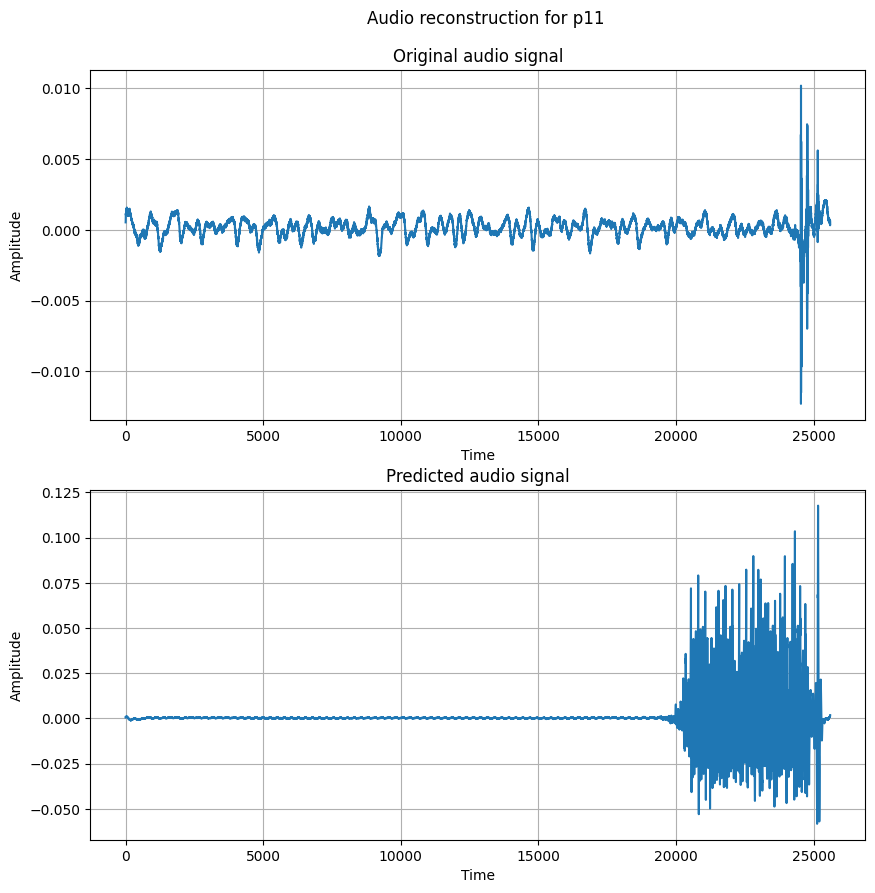 Audio reconstruction for p11
Original audio signal
0.010
0.005
0.000
−0.005
−0.010
Amplitude
0 5000 10000 15000 20000 25000
Time
Predicted audio signal
0.125
0.100
0.075
0.050
0.025
0.000
−0.025
−0.050
Amplitude
0 5000 10000 15000 20000 25000
Time